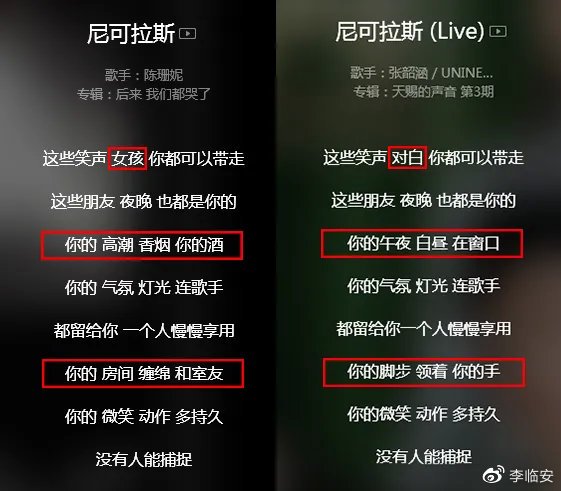 尼可拉斯
歌手：陈珊妮
专辑：后来 我们都哭了
这些笑声 女孩 你都可以带走
这些朋友 夜晚 也都是你的
你的 高潮 香烟 你的酒
你的 气氛 灯光 连歌手
都留给你 一个人慢慢享用
你的 房间 缠绵 和室友
你的 微笑 动作 多持久
没有人能捕捉
尼可拉斯 (Live)
歌手：张韶涵 / UNINE...
专辑：天赐的声音 第3期
这些笑声 对白 你都可以带走
这些朋友 夜晚 也都是你的
你的午夜 白昼 在窗口
你的气氛 灯光 连歌手
都留给你 一个人慢慢享用
你的脚步 领着 你的手
你的微笑 动作 多持久
没有人能捕捉
李临安